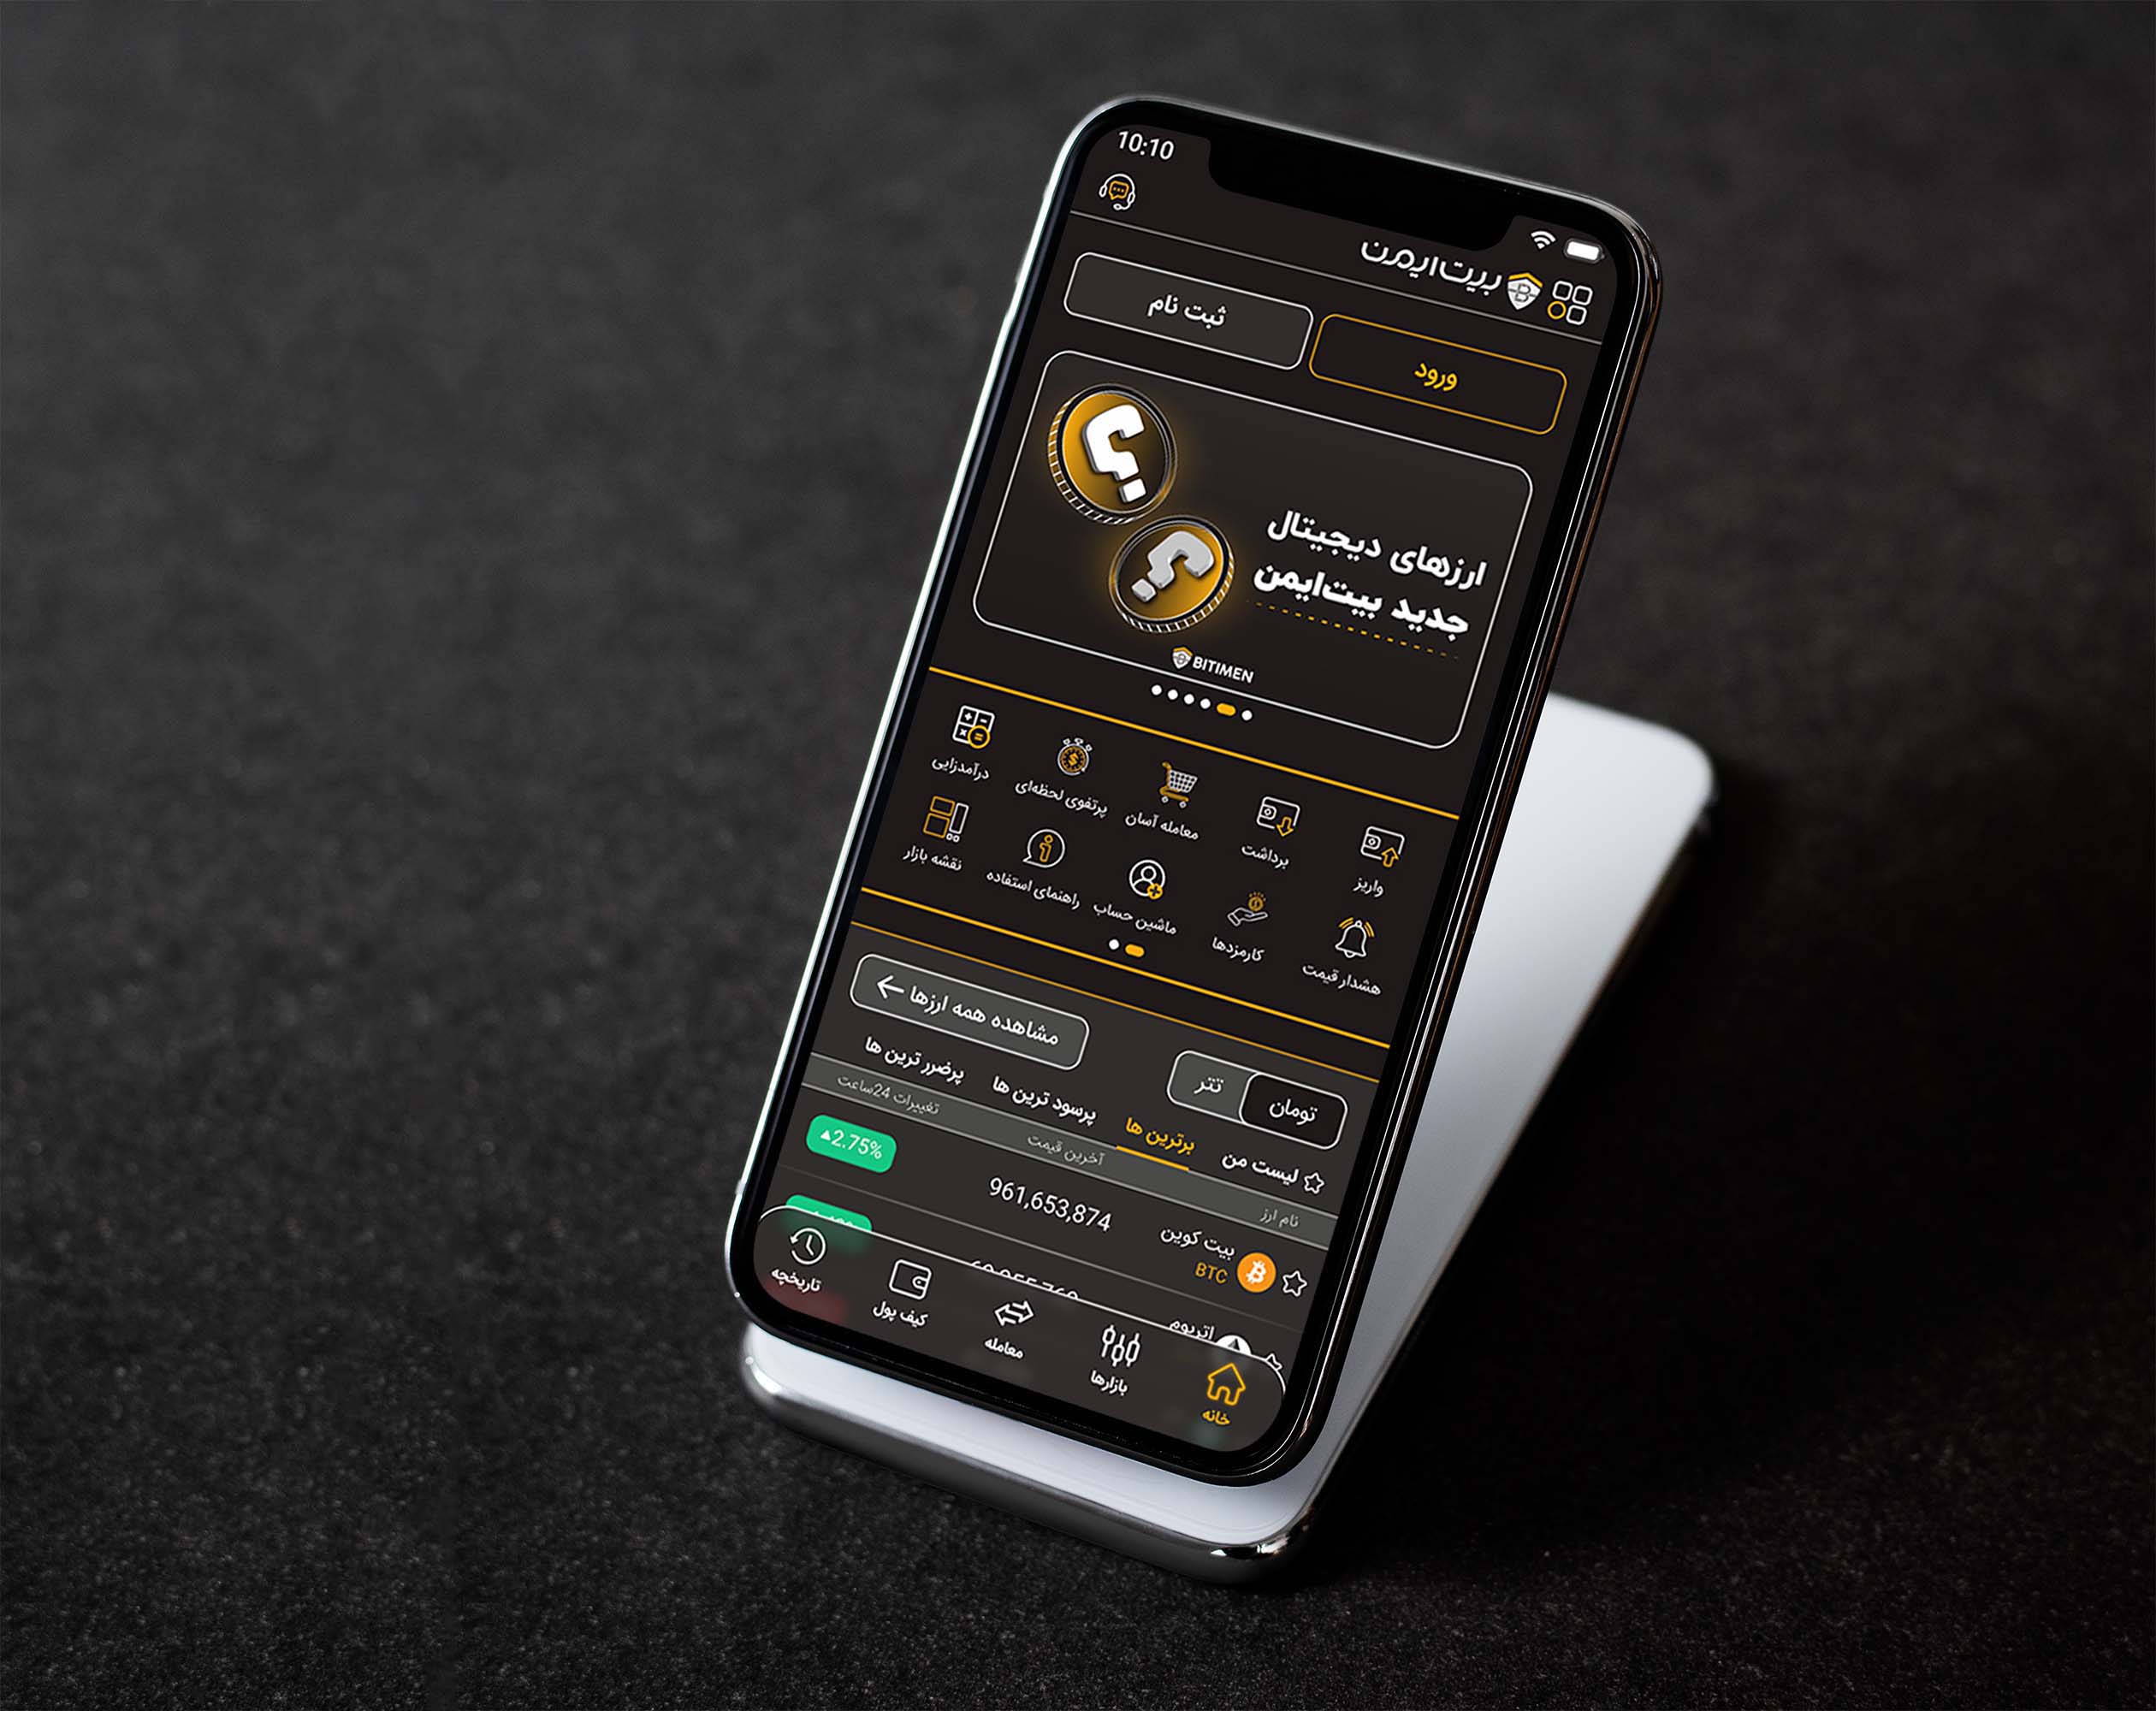 10:10
بیت‌ایمن
ورود
ثبت نام
ارزهای دیجیتال
جدید بیت‌ایمن
BITIMEN
واریز
برداشت
معامله آسان
پرتفوی لحظه‌ای
درآمدزایی
هشدار قیمت
کارمزدها
ماشین حساب
راهنمای استفاده
نقشه بازار
تومان
تتر
مشاهده همه ارزها
لیست من
برترین ها
پرسود ترین ها
پرضرر ترین ها
نام ارز
آخرین قیمت
تغییرات 24ساعت
بیت کوین
BTC
961,653,874
2.75%
اتریوم
خانه
بازارها
معامله
کیف پول
تاریخچه